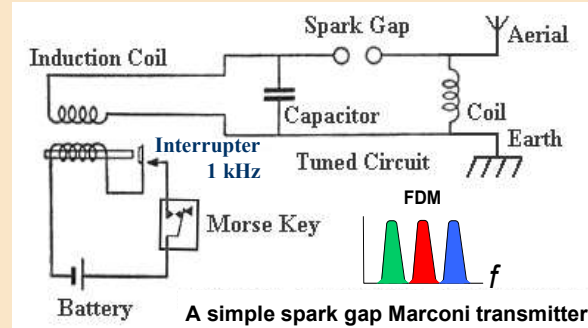 Spark Gap
Aerial
Induction Coil
Capacitor
Coil
Interrupter
1 kHz
Earth
Tuned Circuit
FDM
Morse Key
f
Battery
A simple spark gap Marconi transmitter